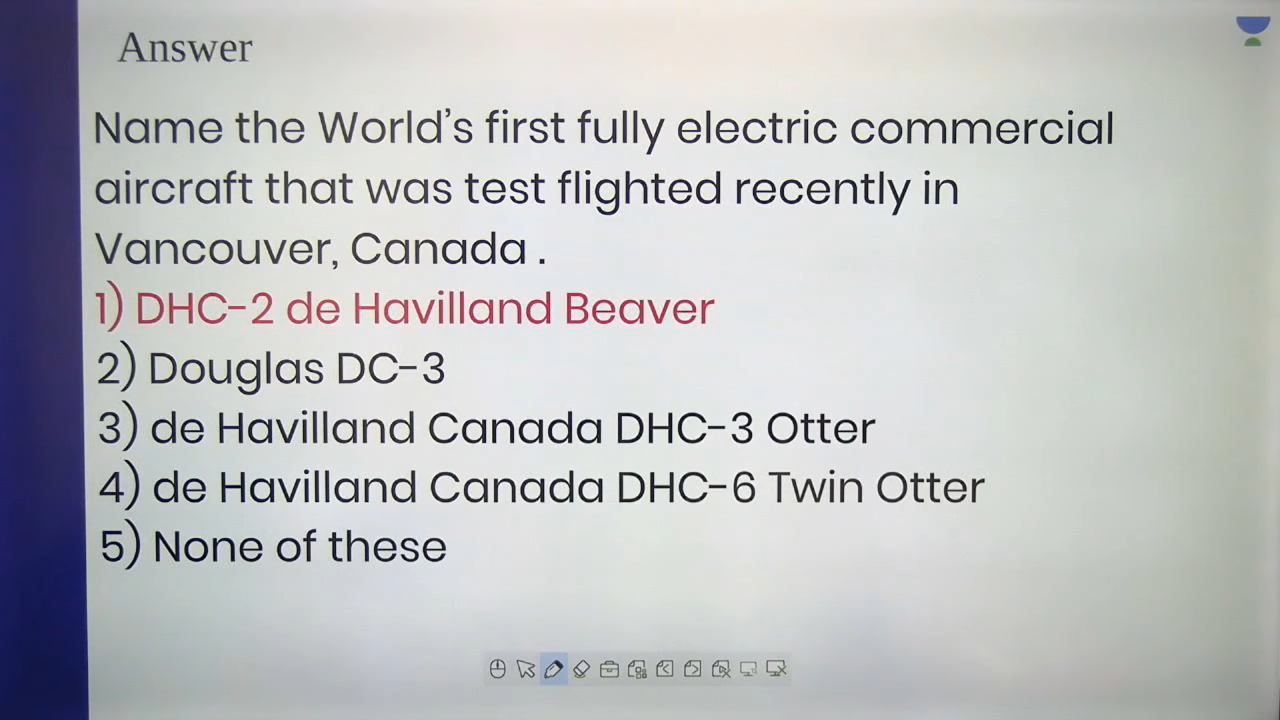 Answer
Name the World's first fully electric commercial
aircraft that was test flighted recently in
Vancouver, Canada .
1) DHC-2 de Havilland Beaver
2) Douglas DC-3
3) de Havilland Canada DHC-3 Otter
4) de Havilland Canada DHC-6 Twin Otter
5) None of these